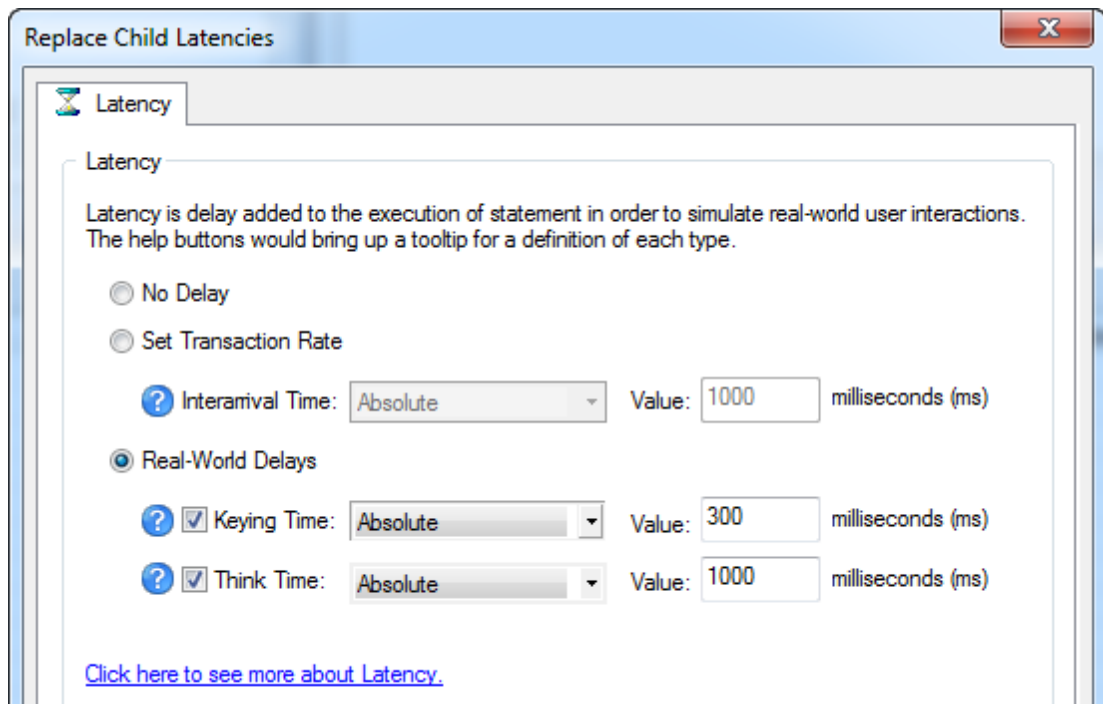 Replace Child Latencies
Latency
Latency
Latency is delay added to the execution of statement in order to simulate real-world user interactions.
The help buttons would bring up a tooltip for a definition of each type.
No Delay
Set Transaction Rate
? Interarrival Time: Absolute Value: 1000 milliseconds (ms)
Real-World Delays
? Keying Time: Absolute Value: 300 milliseconds (ms)
? Think Time: Absolute Value: 1000 milliseconds (ms)
Click here to see more about Latency.